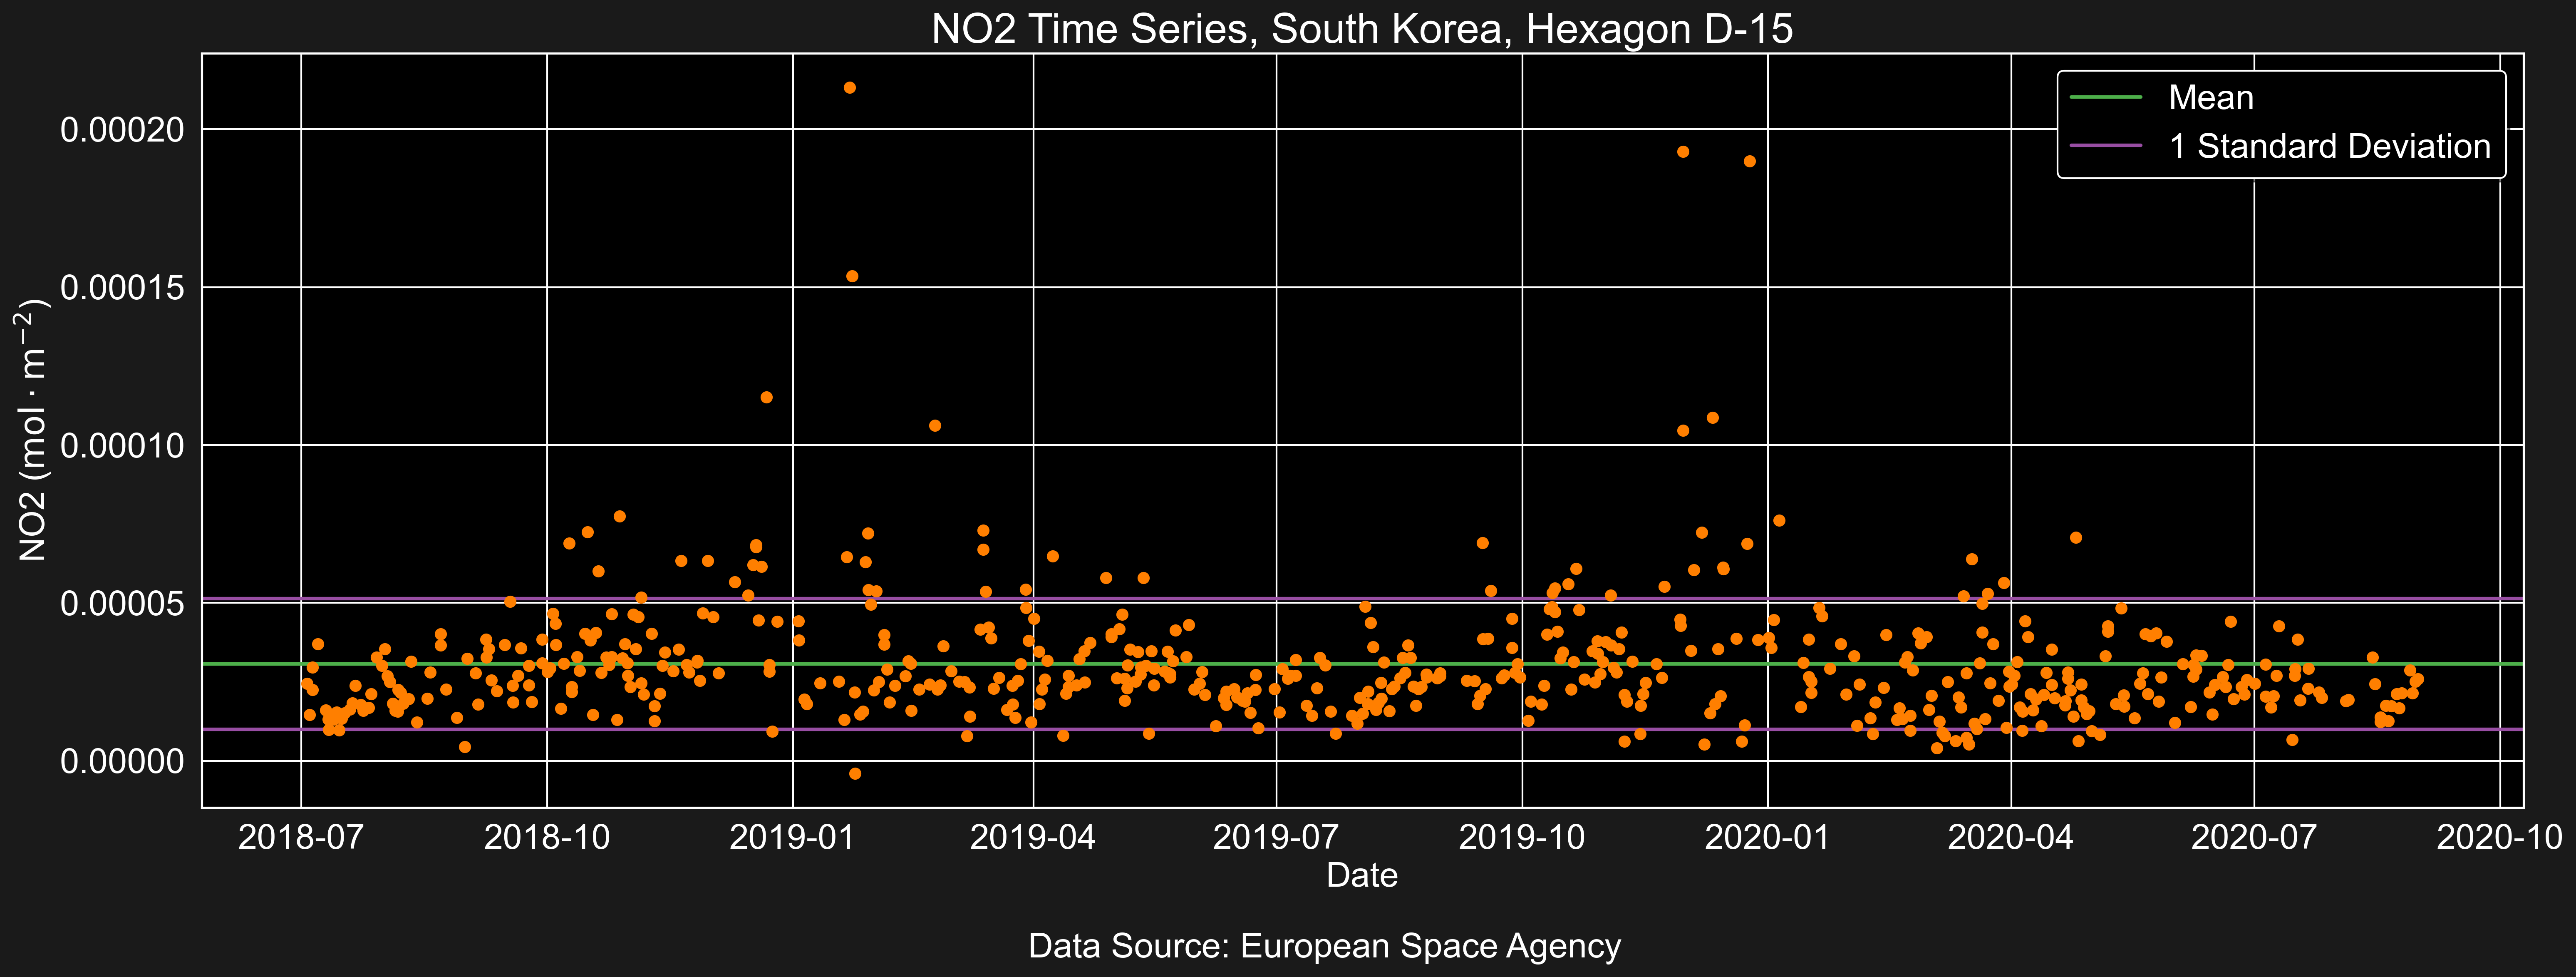 NO2 Time Series, South Korea, Hexagon D-15
Mean
1 Standard Deviation
NO2 (mol · m⁻²)
0.00020
0.00015
0.00010
0.00005
0.00000
2018-07 2018-10 2019-01 2019-04 2019-07 2019-10 2020-01 2020-04 2020-07 2020-10
Date
Data Source: European Space Agency